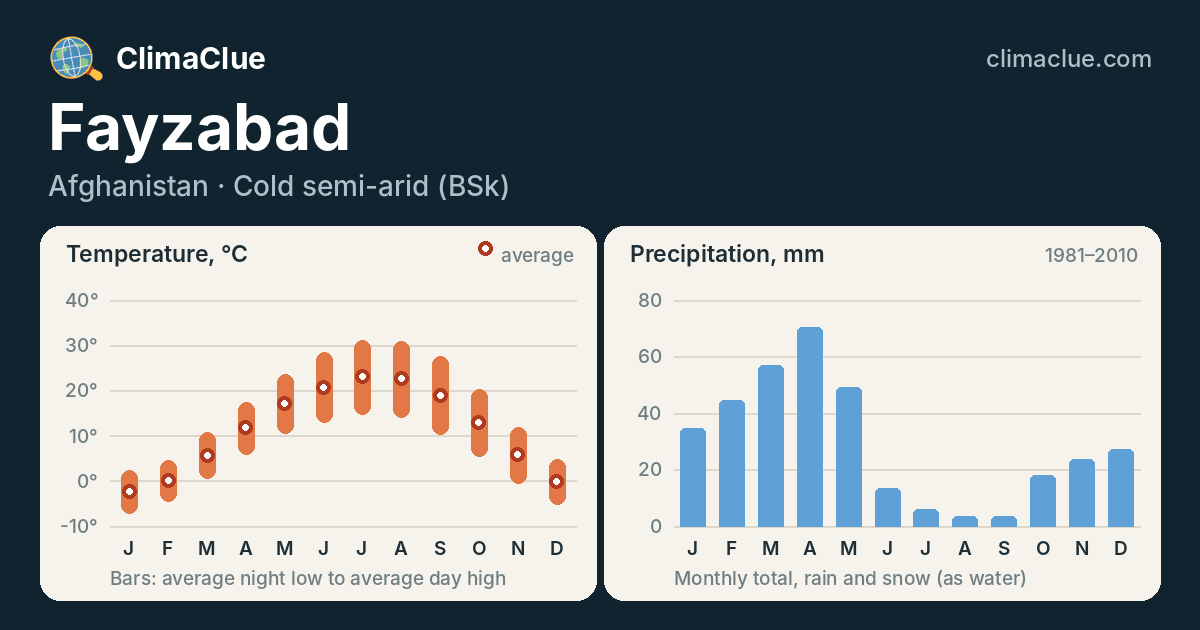 ClimaClue
climaclue.com
Fayzabad
Afghanistan · Cold semi-arid (BSk)
Temperature, °C
average
40°
30°
20°
10°
0°
-10°
J F M A M J J A S O N D
Bars: average night low to average day high
Precipitation, mm
1981–2010
80
60
40
20
0
J F M A M J J A S O N D
Monthly total, rain and snow (as water)